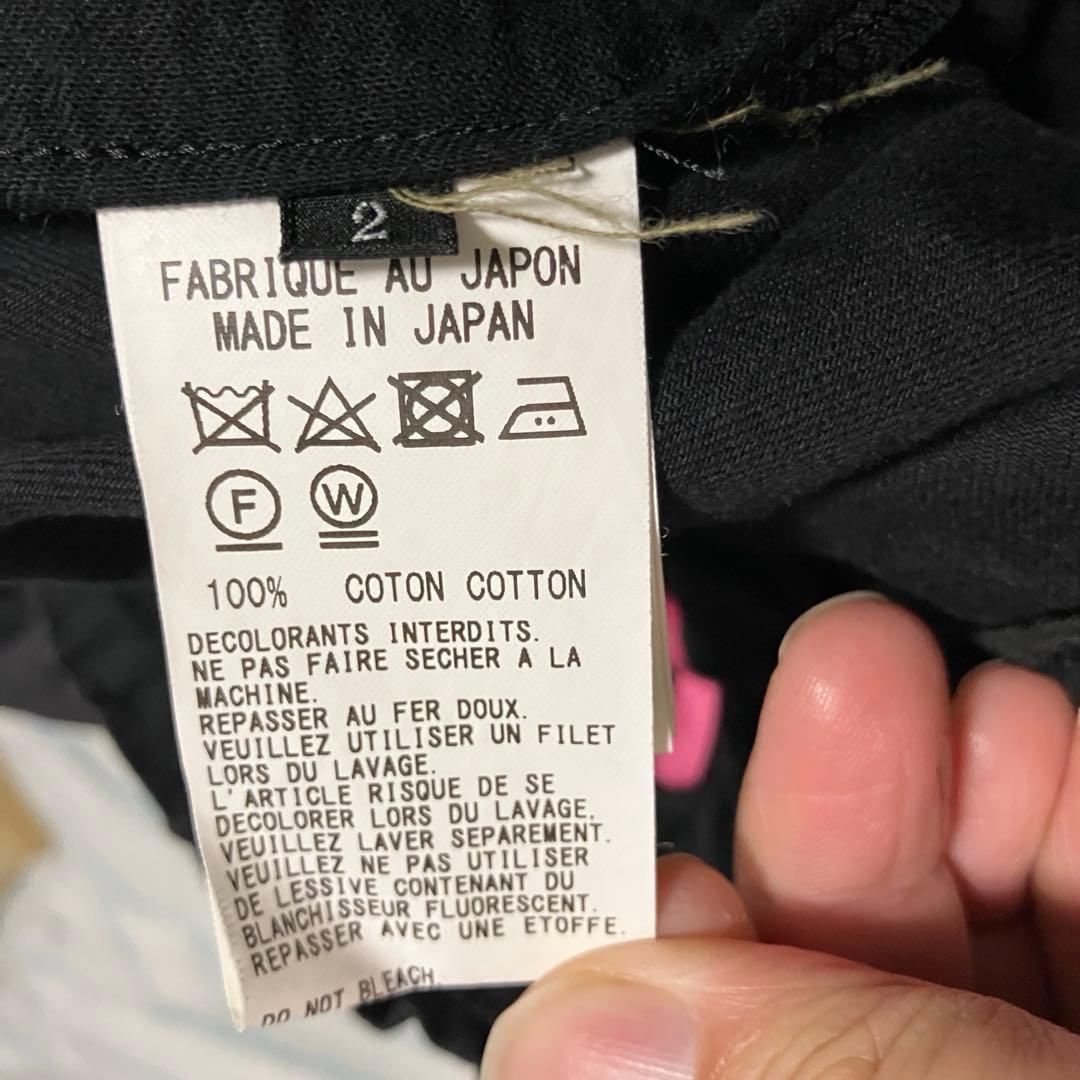 2
FABRIQUE AU JAPON
MADE IN JAPAN
F
W
100% COTON COTTON
DECOLORANTS INTERDITS.
NE PAS FAIRE SECHER A LA
MACHINE.
REPASSER AU FER DOUX.
VEUILLEZ UTILISER UN FILET
LORS DU LAVAGE.
L'ARTICLE RISQUE DE SE
DECOLORER LORS DU LAVAGE.
VEUILLEZ LAVER SEPAREMENT.
VEUILLEZ NE PAS UTILISER
DE LESSIVE CONTENANT DU
BLANCHISSEUR FLUORESCENT.
REPASSER AVEC UNE ETOFFE.
DO NOT BLEACH.